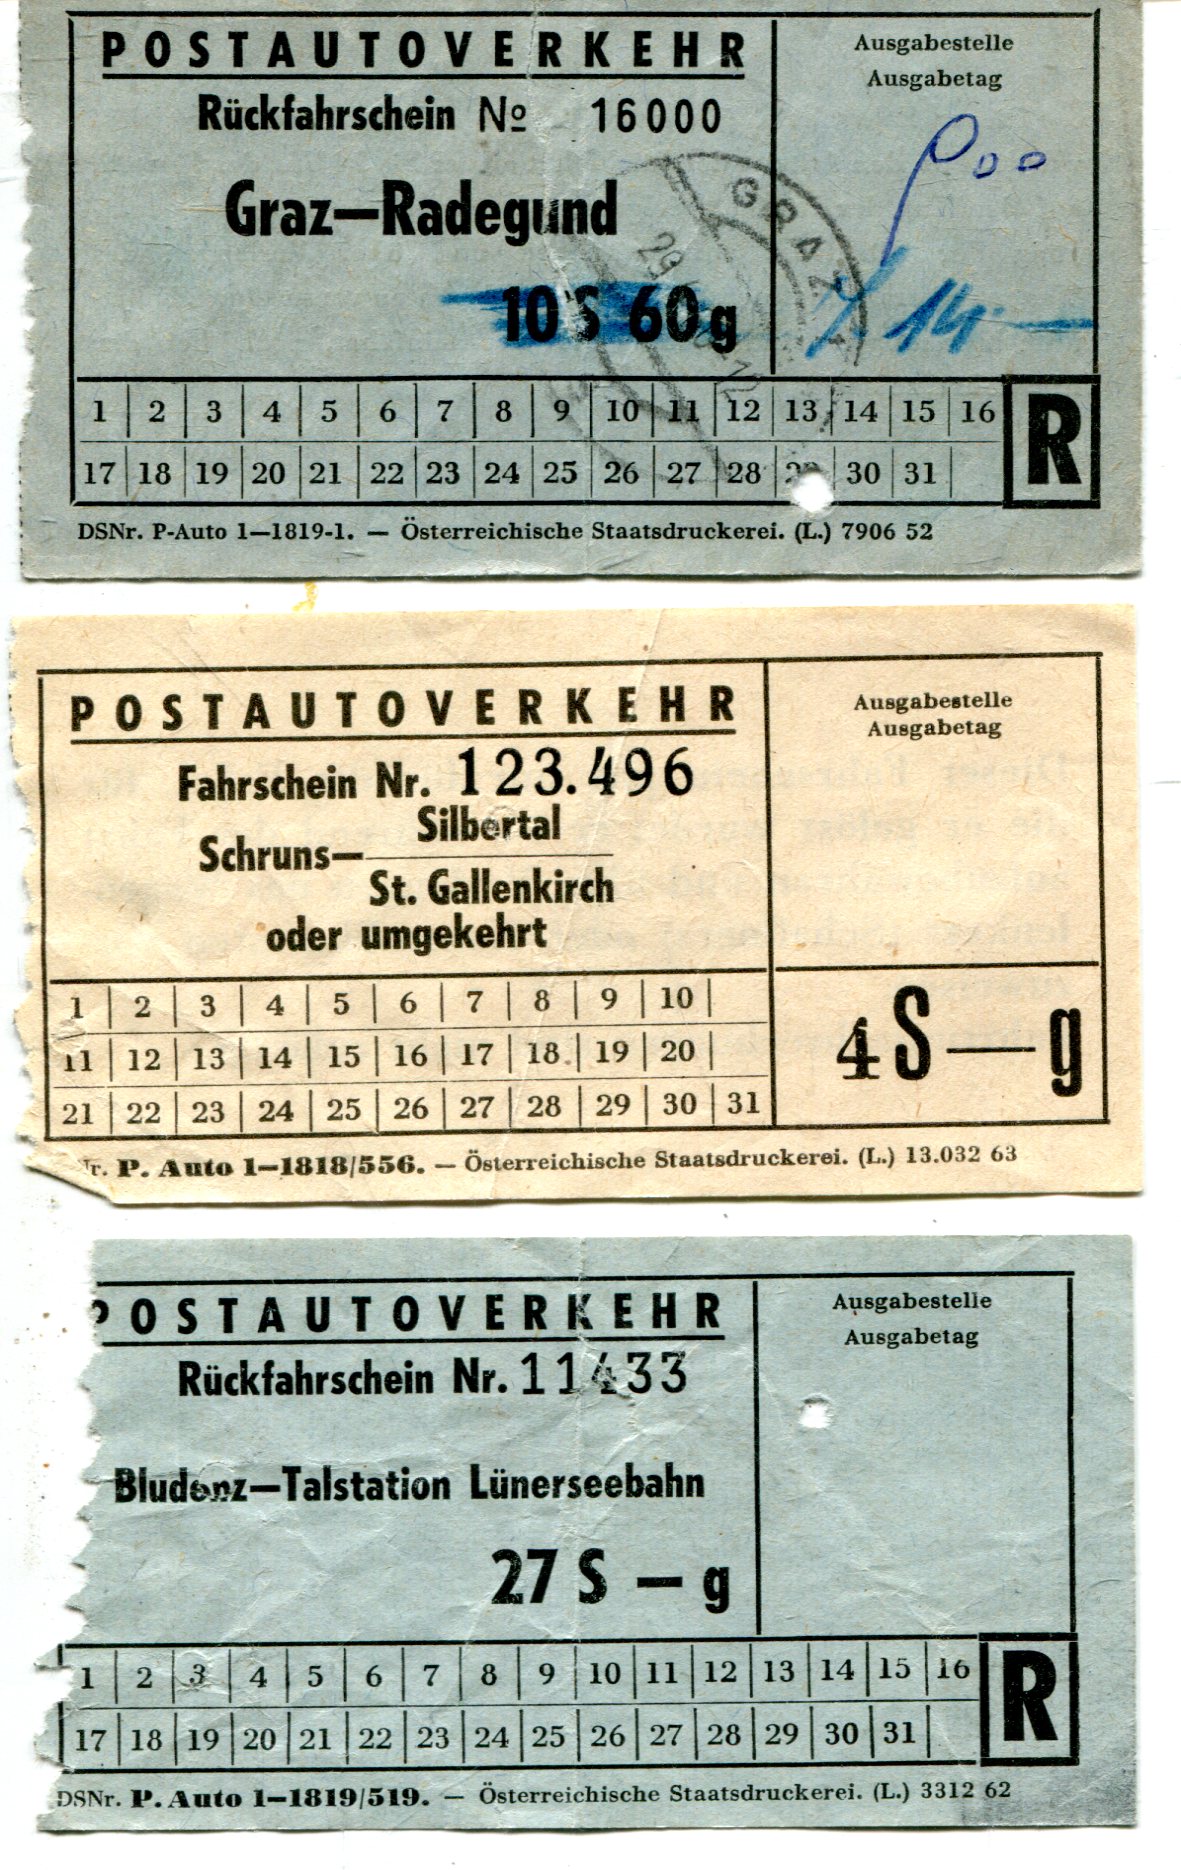 POSTAUTOVERKEHR
Rückfahrschein No 16000
Graz—Radegund
10 S 60 g
Ausgabestelle
Ausgabetag
GRAZ
29
14.—
1 2 3 4 5 6 7 8 9 10 11 12 13 14 15 16
17 18 19 20 21 22 23 24 25 26 27 28 29 30 31
R
DSNr. P-Auto 1—1819-1. — Österreichische Staatsdruckerei. (L.) 7906 52
POSTAUTOVERKEHR
Fahrschein Nr. 123.496
Silbertal
Schruns—
St. Gallenkirch
oder umgekehrt
Ausgabestelle
Ausgabetag
4 S — g
1 2 3 4 5 6 7 8 9 10
11 12 13 14 15 16 17 18 19 20
21 22 23 24 25 26 27 28 29 30 31
Nr. P. Auto 1—1818/556. — Österreichische Staatsdruckerei. (L.) 13.032 63
POSTAUTOVERKEHR
Rückfahrschein Nr. 11433
Bludenz—Talstation Lünerseebahn
27 S — g
Ausgabestelle
Ausgabetag
1 2 3 4 5 6 7 8 9 10 11 12 13 14 15 16
17 18 19 20 21 22 23 24 25 26 27 28 29 30 31
R
DSNr. P. Auto 1—1819/519. — Österreichische Staatsdruckerei. (L.) 3312 62